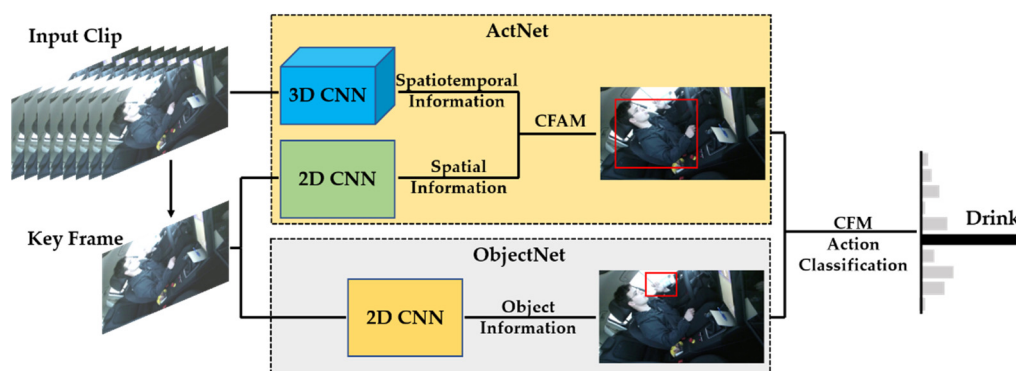 Input Clip
ActNet
3D CNN
Spatiotemporal
Information
CFAM
2D CNN
Spatial
Information
Key Frame
CFM
Action
Classification
Drink
ObjectNet
2D CNN
Object
Information